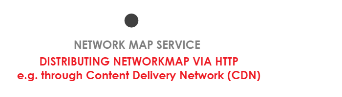 NETWORK MAP SERVICE
DISTRIBUTING NETWORKMAP VIA HTTP
e.g. through Content Delivery Network (CDN)